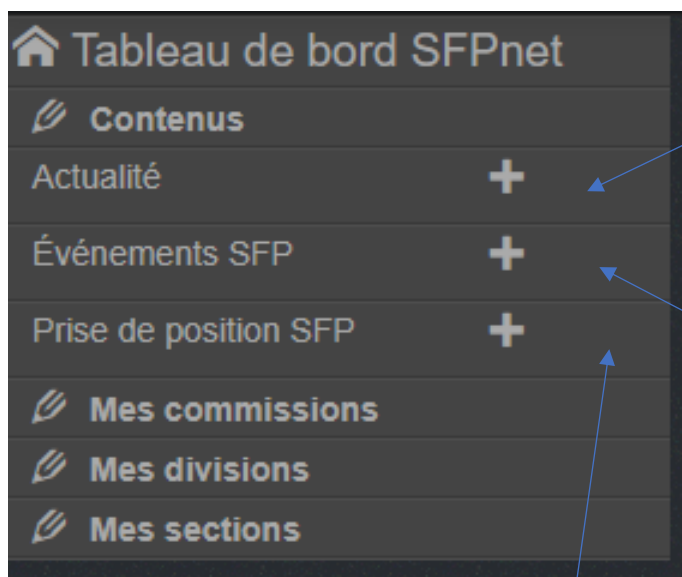 Tableau de bord SFPnet
Contenus
Actualité
Événements SFP
Prise de position SFP
Mes commissions
Mes divisions
Mes sections